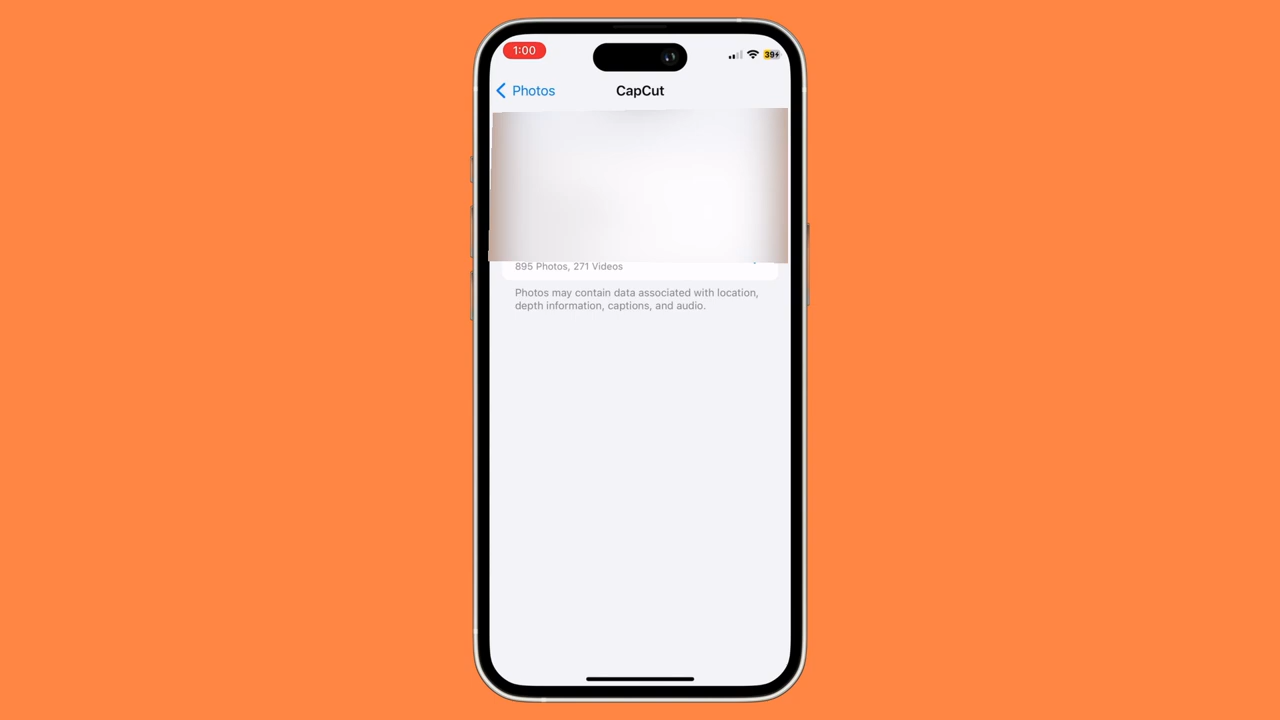 1:00
39
Photos
CapCut
895 Photos, 271 Videos
Photos may contain data associated with location,
depth information, captions, and audio.